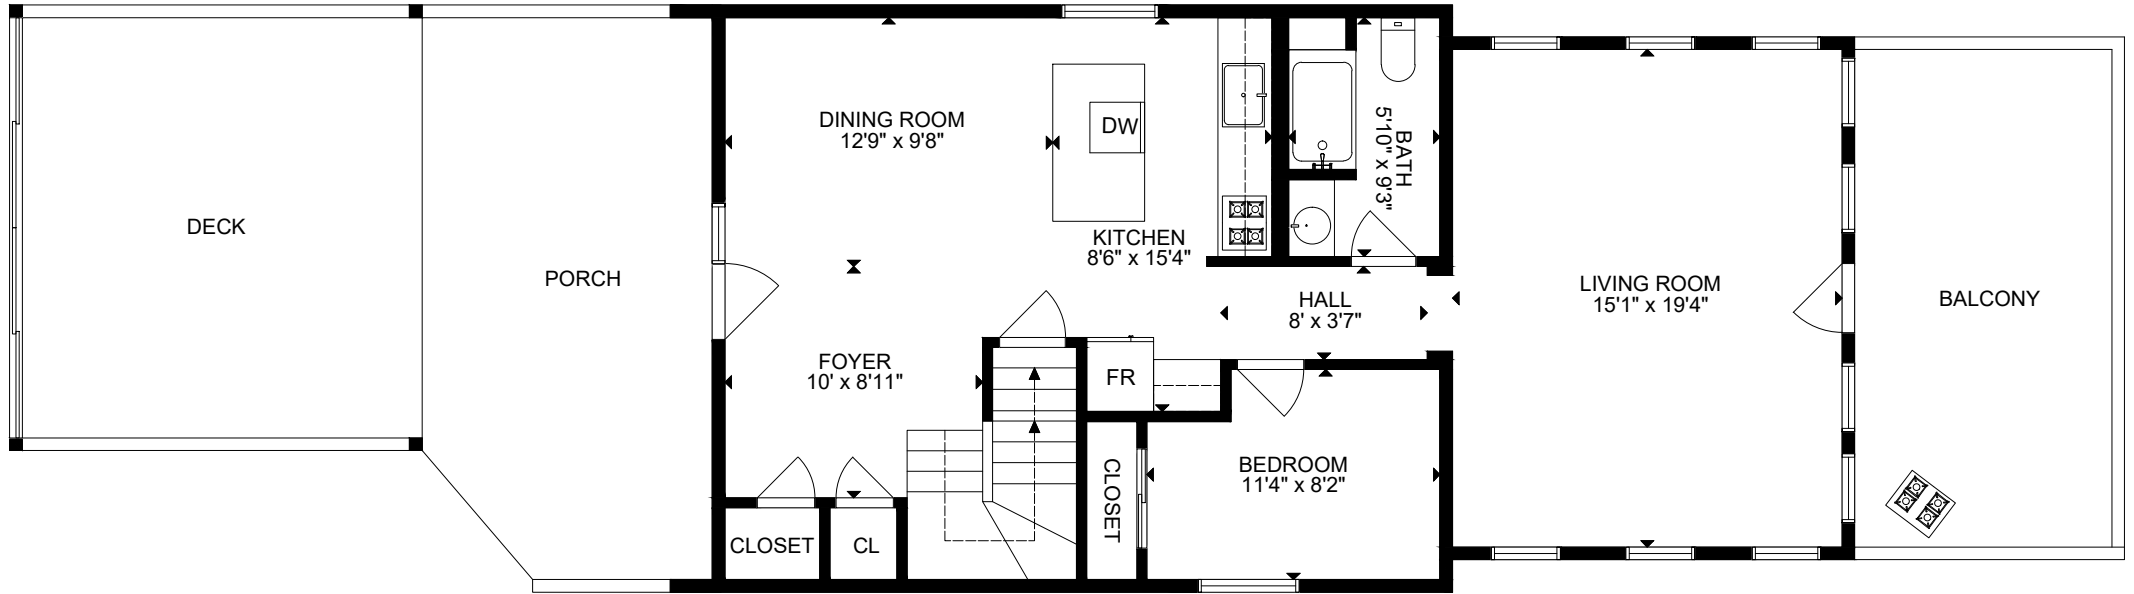 DECK
PORCH
DINING ROOM
12'9" x 9'8"
DW
KITCHEN
8'6" x 15'4"
BATH
5'10" x 9'3"
HALL
8' x 3'7"
LIVING ROOM
15'1" x 19'4"
BALCONY
FOYER
10' x 8'11"
FR
CLOSET
BEDROOM
11'4" x 8'2"
CLOSET
CL